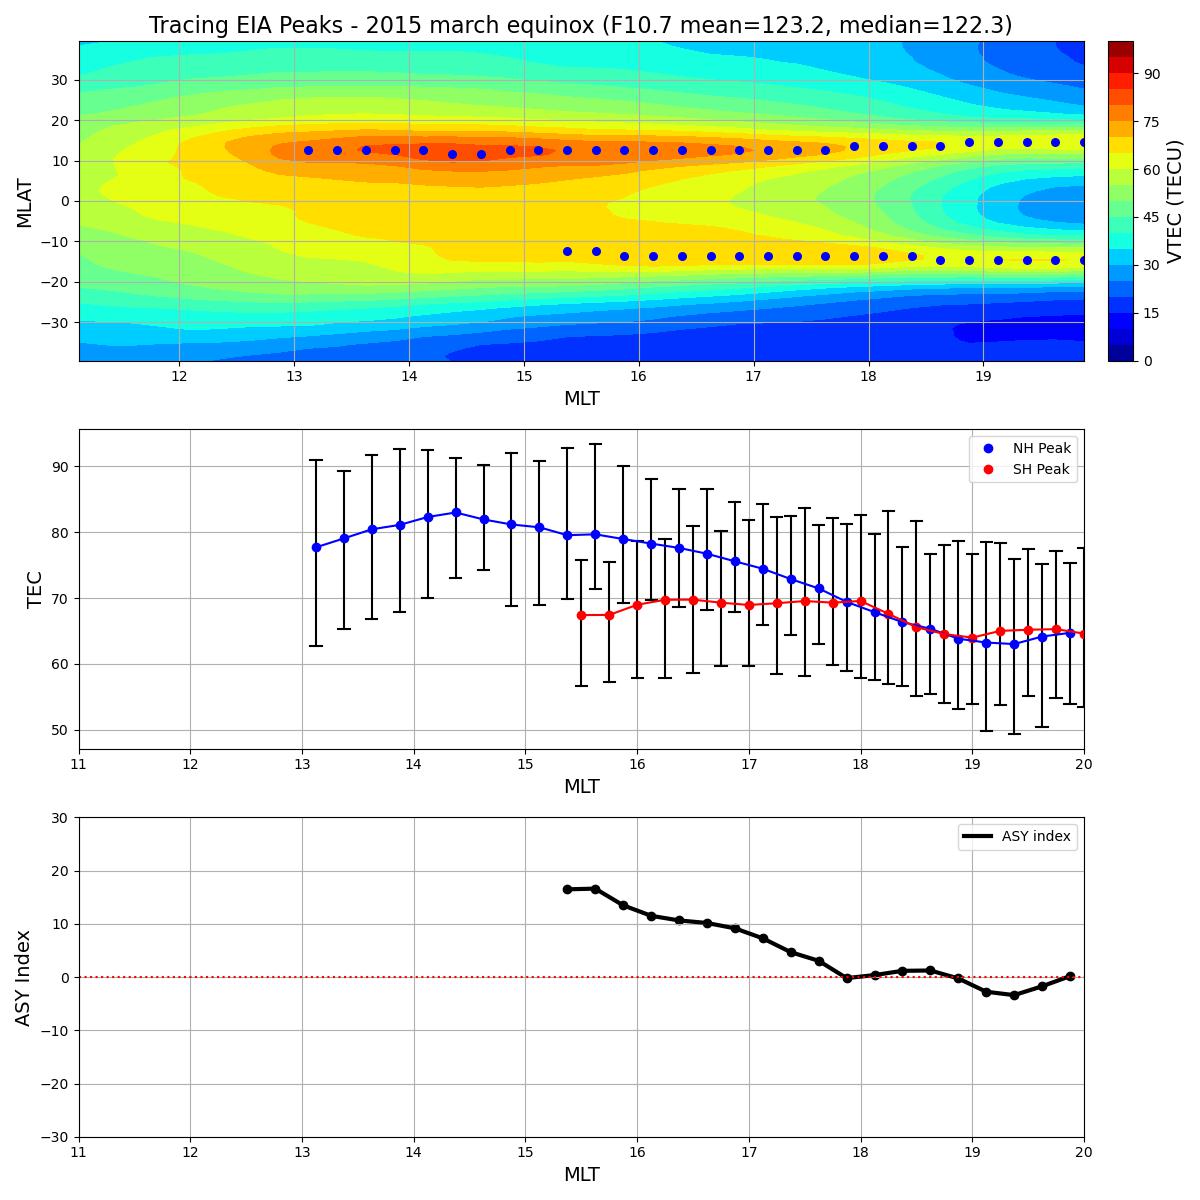 Tracing EIA Peaks - 2015 march equinox (F10.7 mean=123.2, median=122.3)
30
20
10
0
−10
−20
−30
MLAT
12 13 14 15 16 17 18 19
MLT
90
75
60
45
30
15
0
VTEC (TECU)
NH Peak
SH Peak
90
80
70
60
50
TEC
11 12 13 14 15 16 17 18 19 20
MLT
ASY index
30
20
10
0
−10
−20
−30
ASY Index
11 12 13 14 15 16 17 18 19 20
MLT